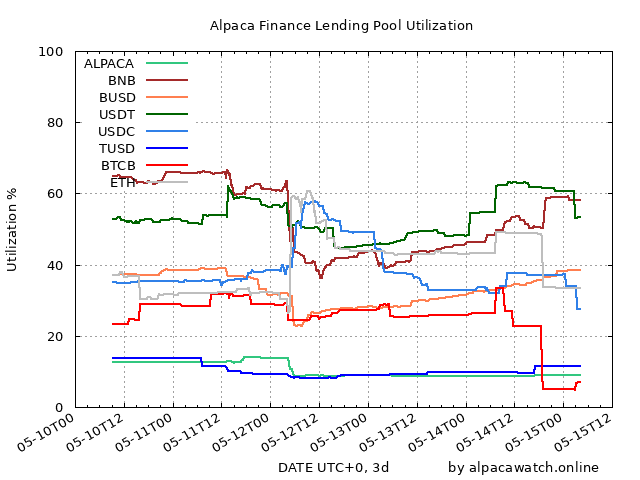 Alpaca Finance Lending Pool Utilization
100
80
60
40
20
0
Utilization %
ALPACA
BNB
BUSD
USDT
USDC
TUSD
BTCB
ETH
05-10T00
05-10T12
05-11T00
05-11T12
05-12T00
05-12T12
05-13T00
05-13T12
05-14T00
05-14T12
05-15T00
05-15T12
DATE UTC+0, 3d
by alpacawatch.online